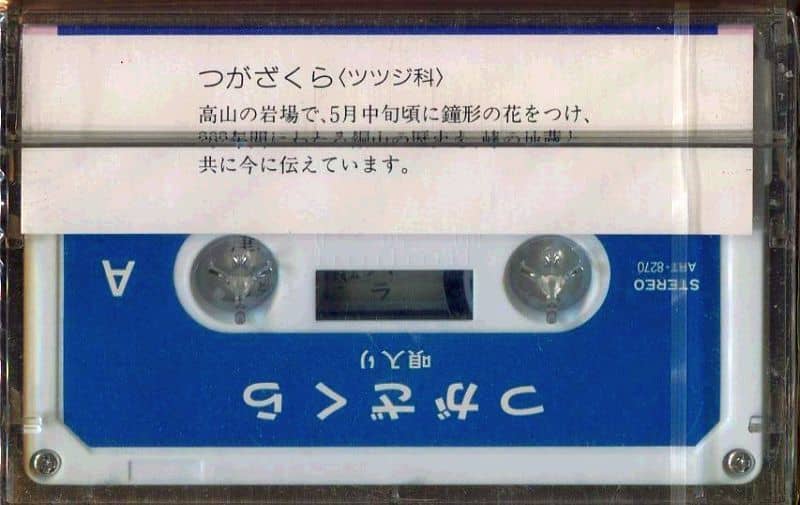 つがざくら〈ツツジ科〉
高山の岩場で、5月中旬頃に鐘形の花をつけ、
共に今に伝えています。
A
STEREO
ART-8270
唄入り
つがざくら